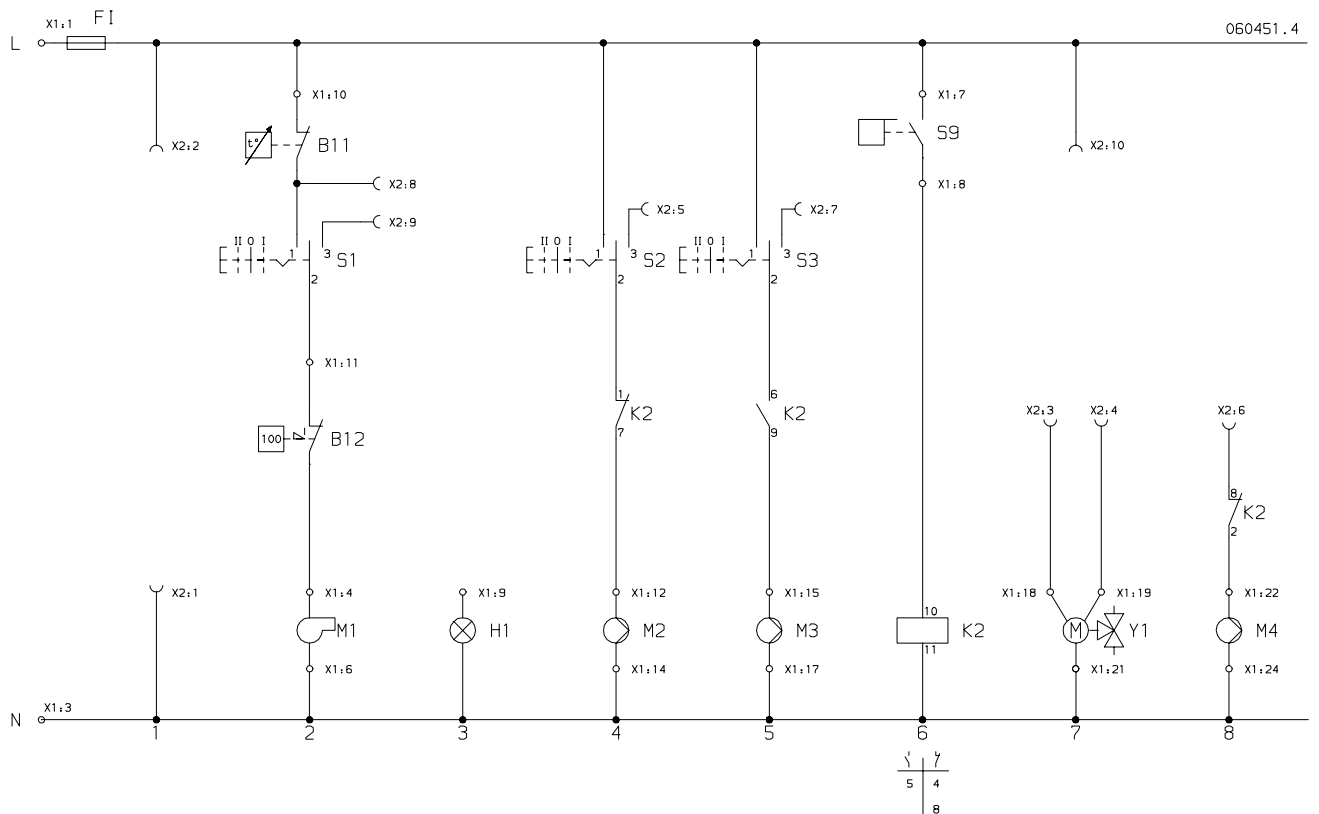 X1:1
F1
L
060451.4
X1:10
X1:7
t°
B11
S9
X2:2
X2:10
X2:8
X1:8
X2:9
X2:5
X2:7
II 0 I
1
3
S1
2
II 0 I
1
3
S2
2
II 0 I
1
3
S3
2
X1:11
1
K2
7
6
K2
9
X2:3
X2:4
X2:6
100
B12
8
K2
2
X2:1
X1:4
X1:9
X1:12
X1:15
X1:18
X1:19
X1:22
M1
H1
M2
M3
10
K2
11
M
Y1
M4
X1:6
X1:14
X1:17
X1:21
X1:24
X1:3
N
1
2
3
4
5
6
7
8
5
4
8